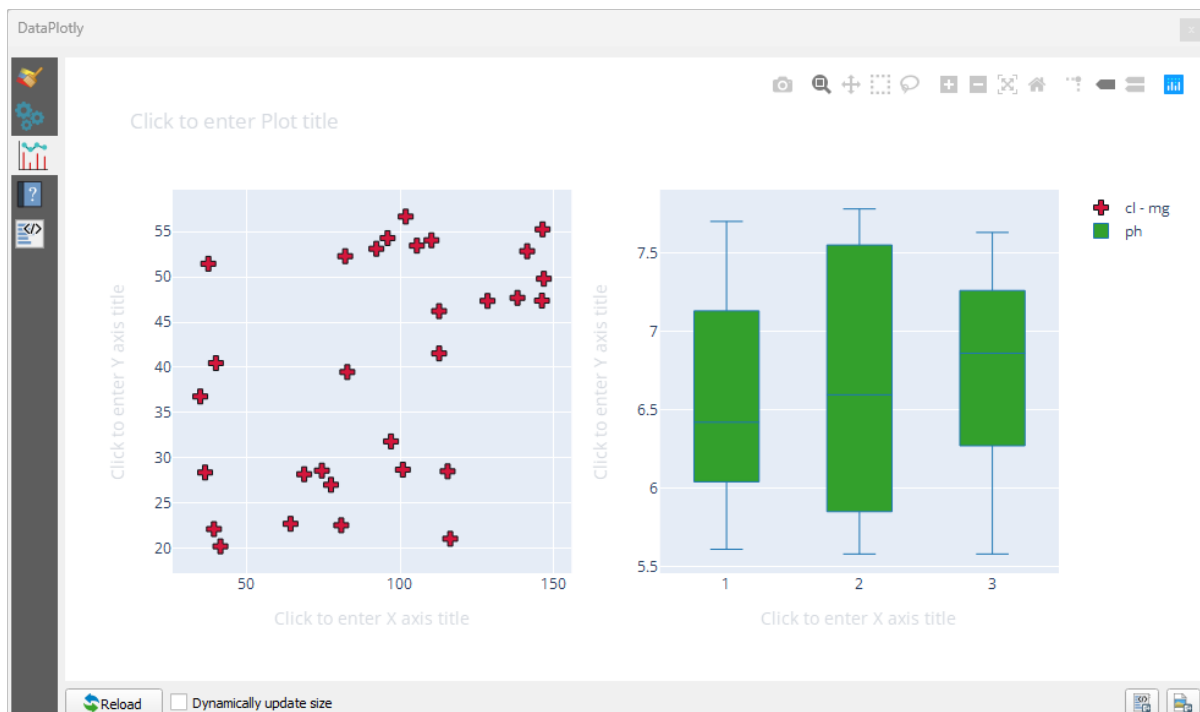 DataPlotly
Click to enter Plot title
55
50
45
40
35
30
25
20
Click to enter Y axis title
50
100
150
Click to enter X axis title
7.5
7
6.5
6
5.5
Click to enter Y axis title
1
2
3
Click to enter X axis title
cl - mg
ph
Reload
Dynamically update size